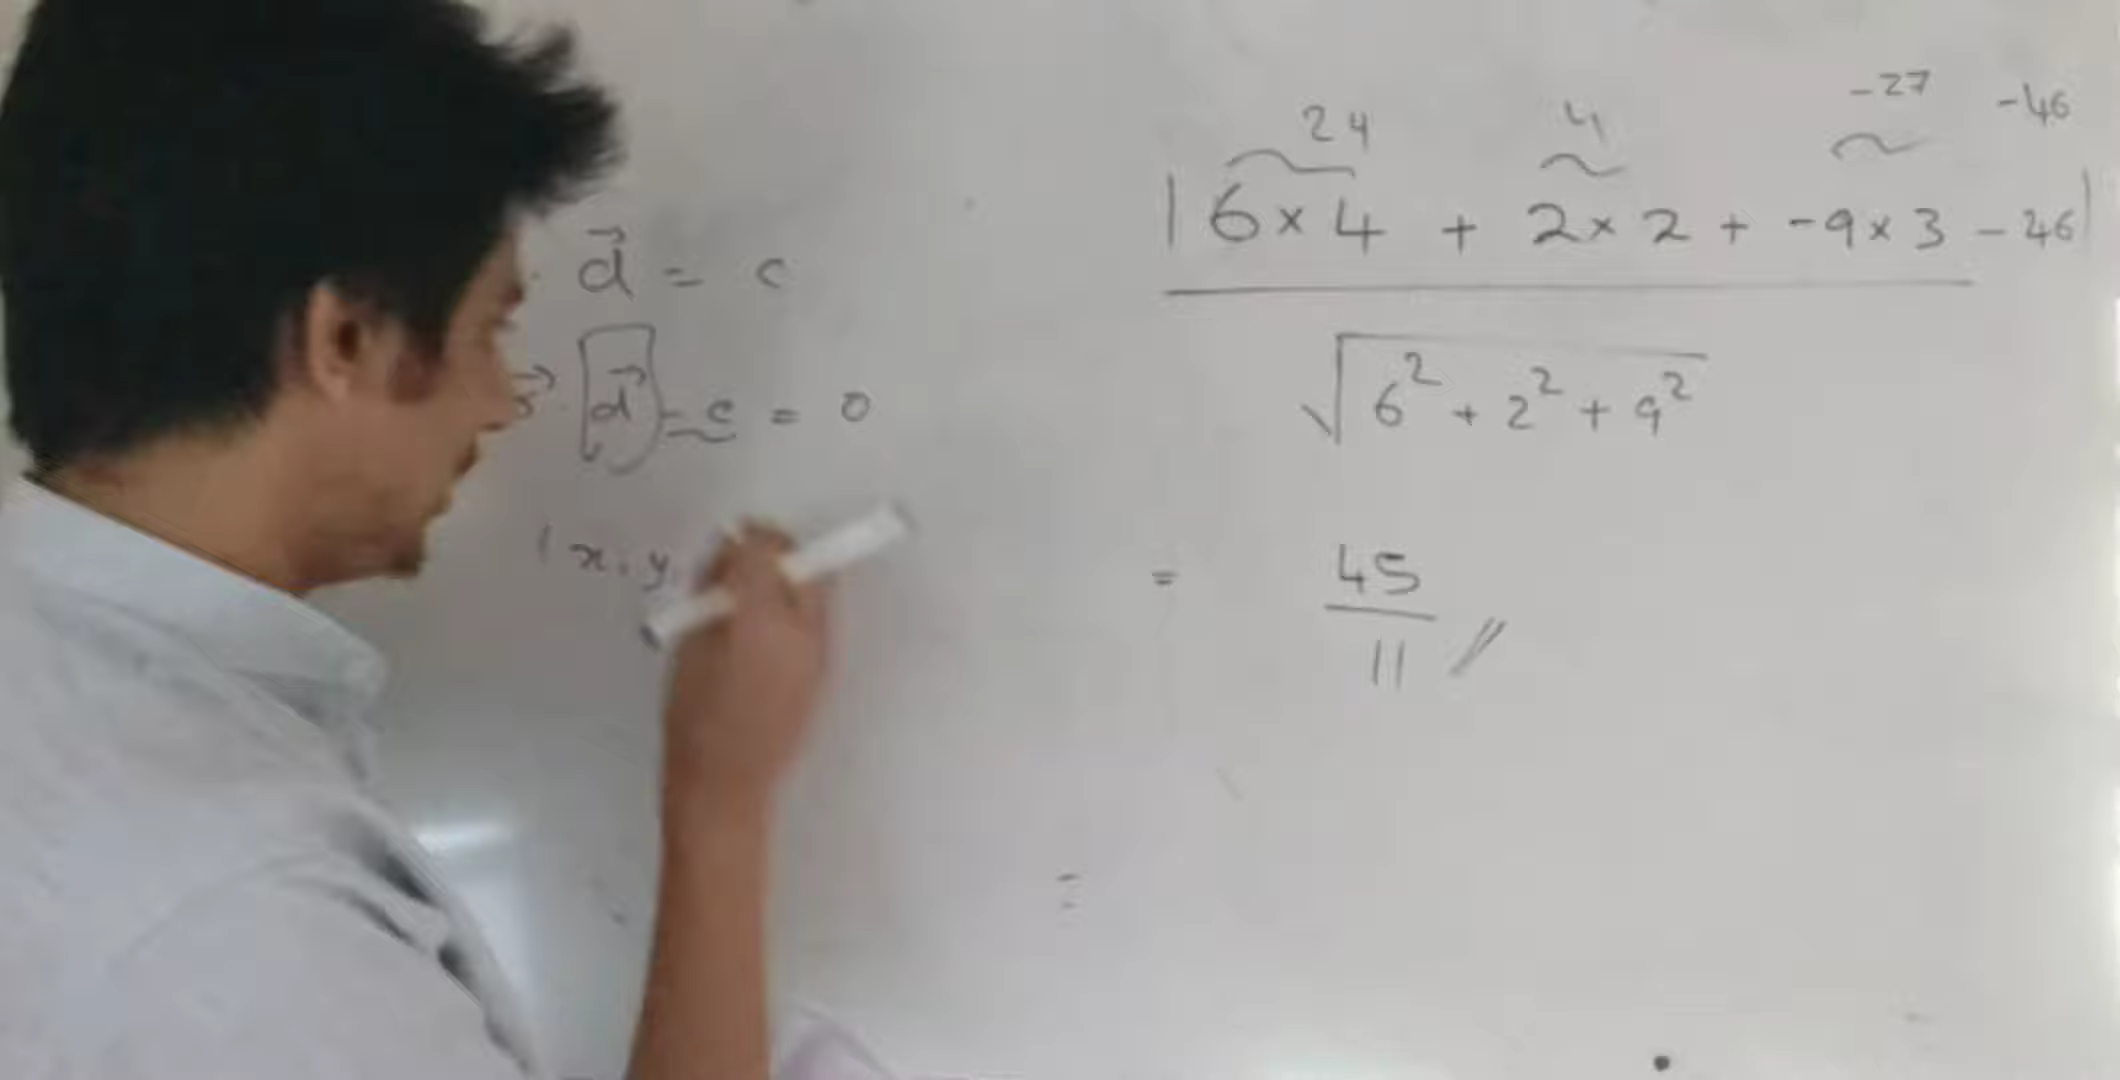 d⃗ = c
d⃗ - c = 0
(x, y,
24 4 -27 -46
|6×4 + 2×2 + -9×3 -46|
√6² + 2² + 9²
= 45
11 //
=